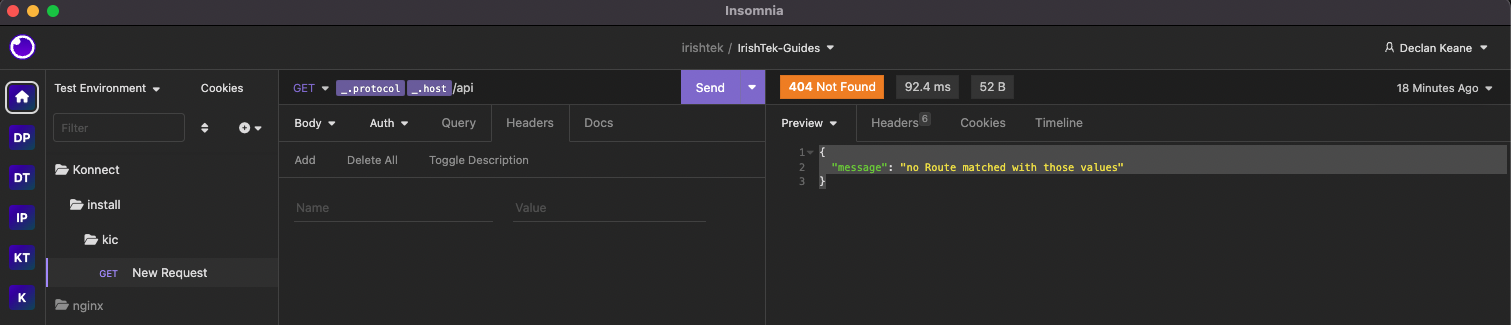 Insomnia
irishtek / IrishTek-Guides
Declan Keane
Test Environment
Cookies
GET _.protocol _.host /api
Send
404 Not Found
92.4 ms
52 B
18 Minutes Ago
Filter
Body
Auth
Query
Headers
Docs
Preview
Headers 6
Cookies
Timeline
DP
DT
IP
KT
K
Konnect
install
kic
GET New Request
nginx
Add
Delete All
Toggle Description
Name
Value
1 {
2 "message": "no Route matched with those values"
3 }